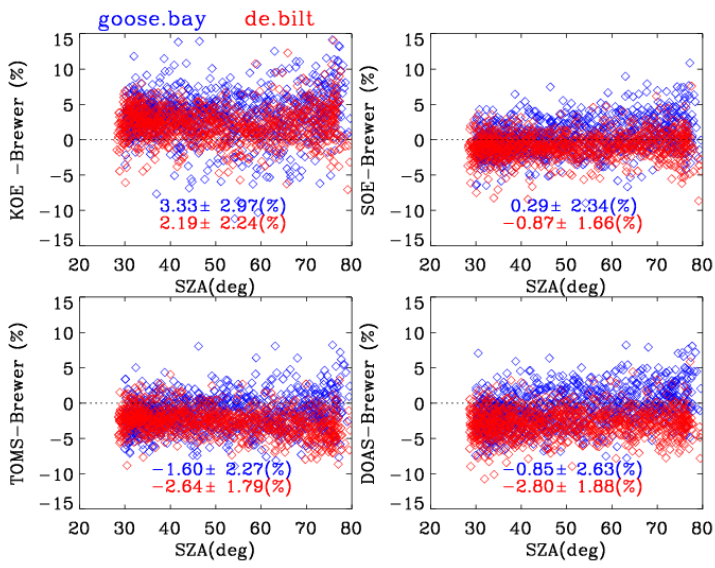 goose.bay de.bilt
KOE -Brewer (%)
15
10
5
0
-5
-10
-15
3.33± 2.97(%)
2.19± 2.24(%)
20 30 40 50 60 70 80
SZA(deg)
SOE-Brewer (%)
15
10
5
0
-5
-10
-15
0.29± 2.34(%)
-0.87± 1.66(%)
20 30 40 50 60 70 80
SZA(deg)
TOMS-Brewer (%)
15
10
5
0
-5
-10
-15
-1.60± 2.27(%)
-2.64± 1.79(%)
20 30 40 50 60 70 80
SZA(deg)
DOAS-Brewer (%)
15
10
5
0
-5
-10
-15
-0.85± 2.63(%)
-2.80± 1.88(%)
20 30 40 50 60 70 80
SZA(deg)